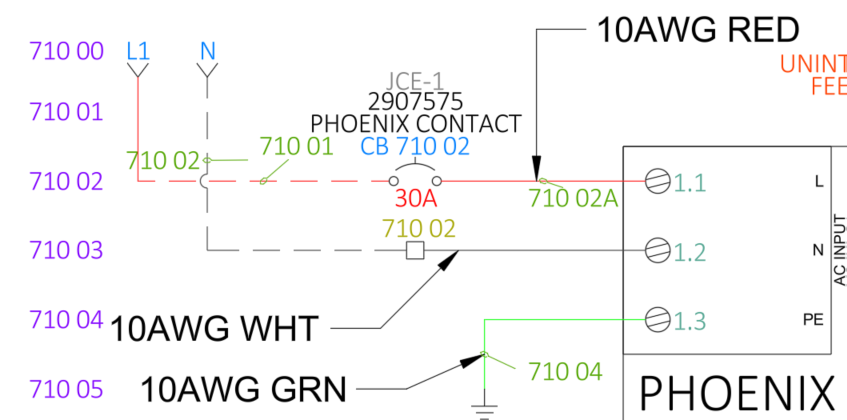 10AWG RED
710 00
L1
N
UNINT
FEE
JCE-1
2907575
PHOENIX CONTACT
710 01
CB 710 02
710 01
710 02
710 02
30A
710 02A
1.1
L
710 02
710 03
1.2
N
AC INPUT
710 04
10AWG WHT
1.3
PE
710 04
710 05
10AWG GRN
PHOENIX